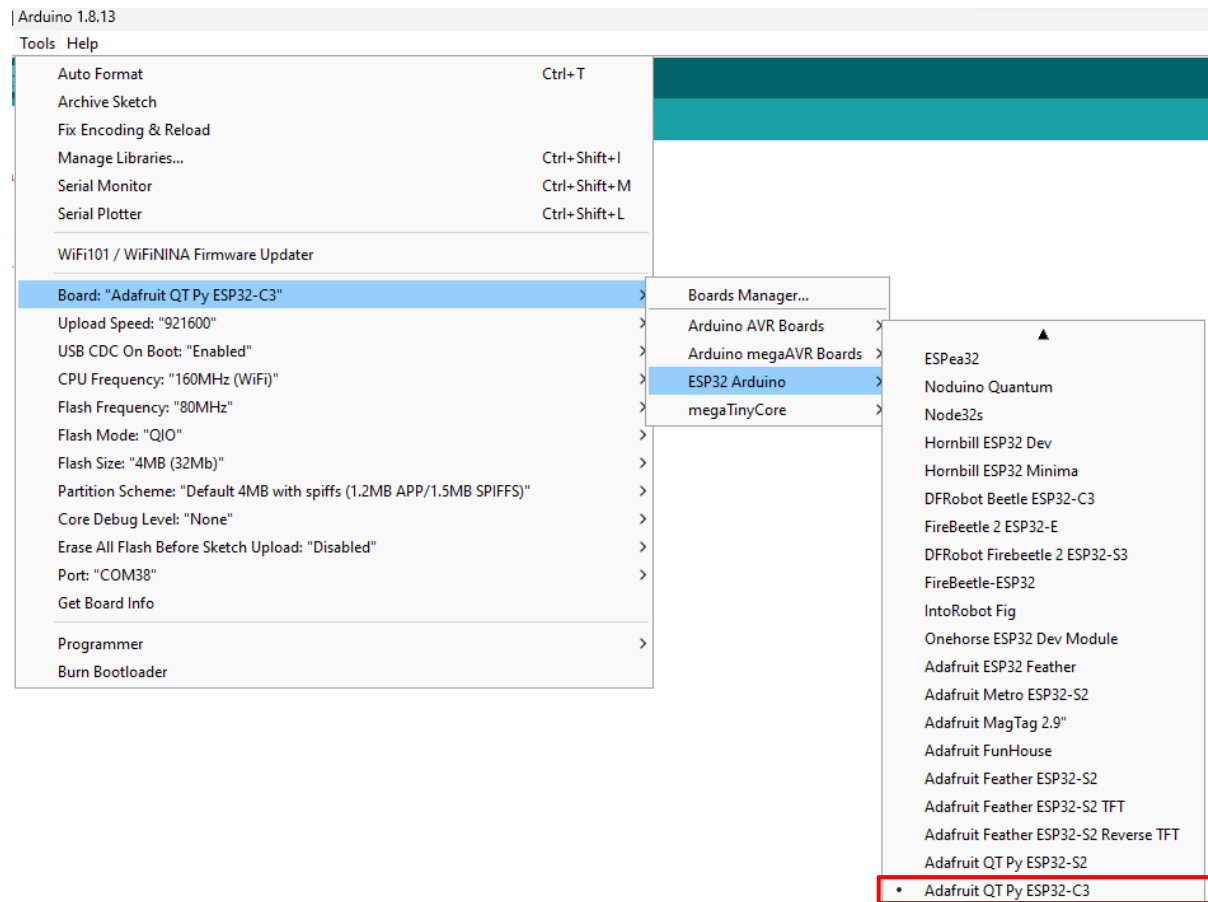 | Arduino 1.8.13
Tools Help
Auto Format Ctrl+T
Archive Sketch
Fix Encoding & Reload
Manage Libraries... Ctrl+Shift+I
Serial Monitor Ctrl+Shift+M
Serial Plotter Ctrl+Shift+L
WiFi101 / WiFiNINA Firmware Updater
Board: "Adafruit QT Py ESP32-C3"
Upload Speed: "921600"
USB CDC On Boot: "Enabled"
CPU Frequency: "160MHz (WiFi)"
Flash Frequency: "80MHz"
Flash Mode: "QIO"
Flash Size: "4MB (32Mb)"
Partition Scheme: "Default 4MB with spiffs (1.2MB APP/1.5MB SPIFFS)"
Core Debug Level: "None"
Erase All Flash Before Sketch Upload: "Disabled"
Port: "COM38"
Get Board Info
Programmer
Burn Bootloader
Boards Manager...
Arduino AVR Boards
Arduino megaAVR Boards
ESP32 Arduino
megaTinyCore
ESPea32
Noduino Quantum
Node32s
Hornbill ESP32 Dev
Hornbill ESP32 Minima
DFRobot Beetle ESP32-C3
FireBeetle 2 ESP32-E
DFRobot Firebeetle 2 ESP32-S3
FireBeetle-ESP32
IntoRobot Fig
Onehorse ESP32 Dev Module
Adafruit ESP32 Feather
Adafruit Metro ESP32-S2
Adafruit MagTag 2.9"
Adafruit FunHouse
Adafruit Feather ESP32-S2
Adafruit Feather ESP32-S2 TFT
Adafruit Feather ESP32-S2 Reverse TFT
Adafruit QT Py ESP32-S2
• Adafruit QT Py ESP32-C3